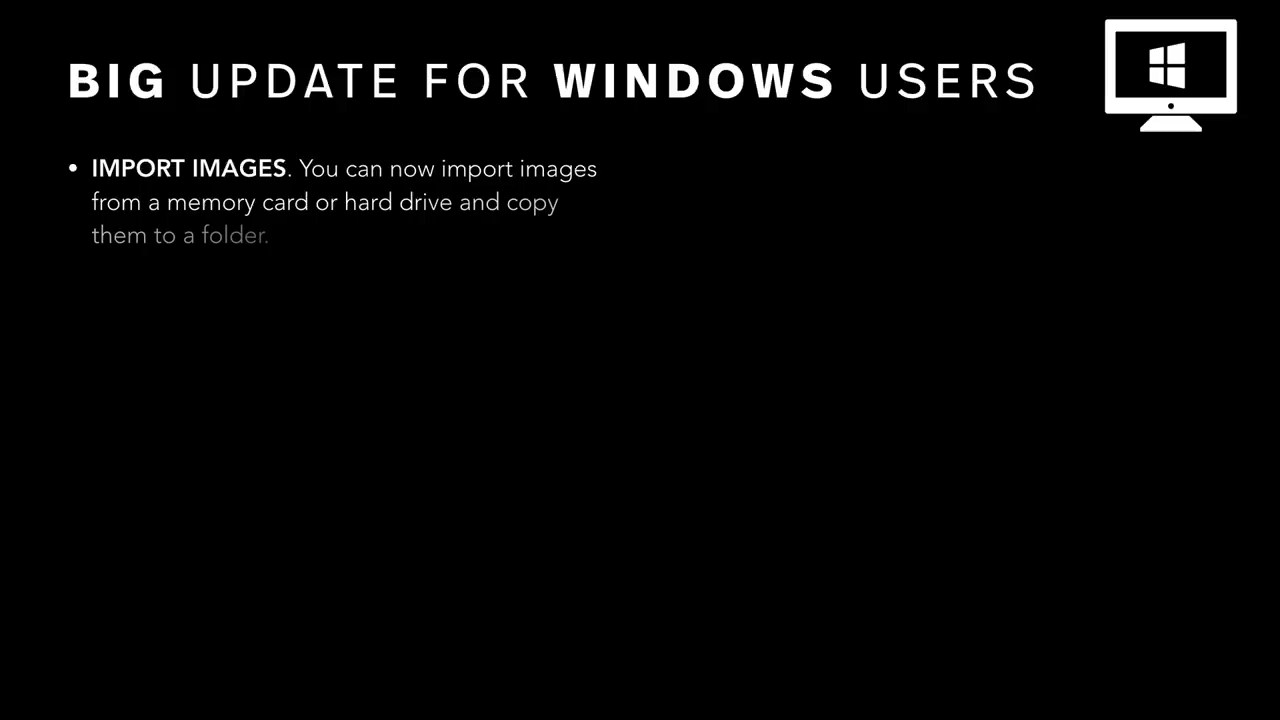 BIG UPDATE FOR WINDOWS USERS
• IMPORT IMAGES. You can now import images
from a memory card or hard drive and copy
them to a folder.